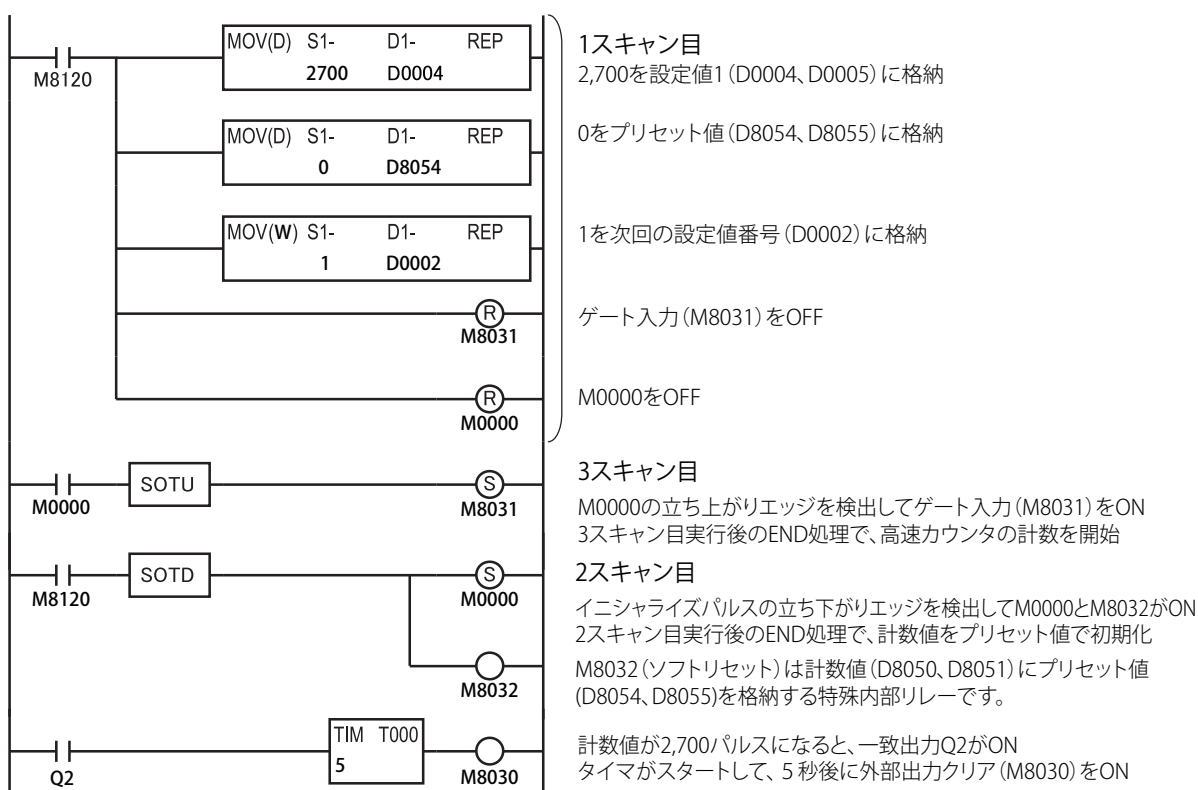 MOV(D) S1- D1- REP
2700 D0004
M8120
1スキャン目
2,700を設定値1(D0004、D0005)に格納
MOV(D) S1- D1- REP
0 D8054
0をプリセット値(D8054、D8055)に格納
MOV(W) S1- D1- REP
1 D0002
1を次回の設定値番号(D0002)に格納
R
M8031
ゲート入力(M8031)をOFF
R
M0000
M0000をOFF
M0000
SOTU
S
M8031
3スキャン目
M0000の立ち上がりエッジを検出してゲート入力(M8031)をON
3スキャン目実行後のEND処理で、高速カウンタの計数を開始
M8120
SOTD
S
M0000
2スキャン目
イニシャライズパルスの立ち下がりエッジを検出してM0000とM8032がON
2スキャン目実行後のEND処理で、計数値をプリセット値で初期化
M8032
M8032(ソフトリセット)は計数値(D8050、D8051)にプリセット値
(D8054、D8055)を格納する特殊内部リレーです。
Q2
TIM T000
5
M8030
計数値が2,700パルスになると、一致出力Q2がON
タイマがスタートして、5秒後に外部出力クリア(M8030)をON